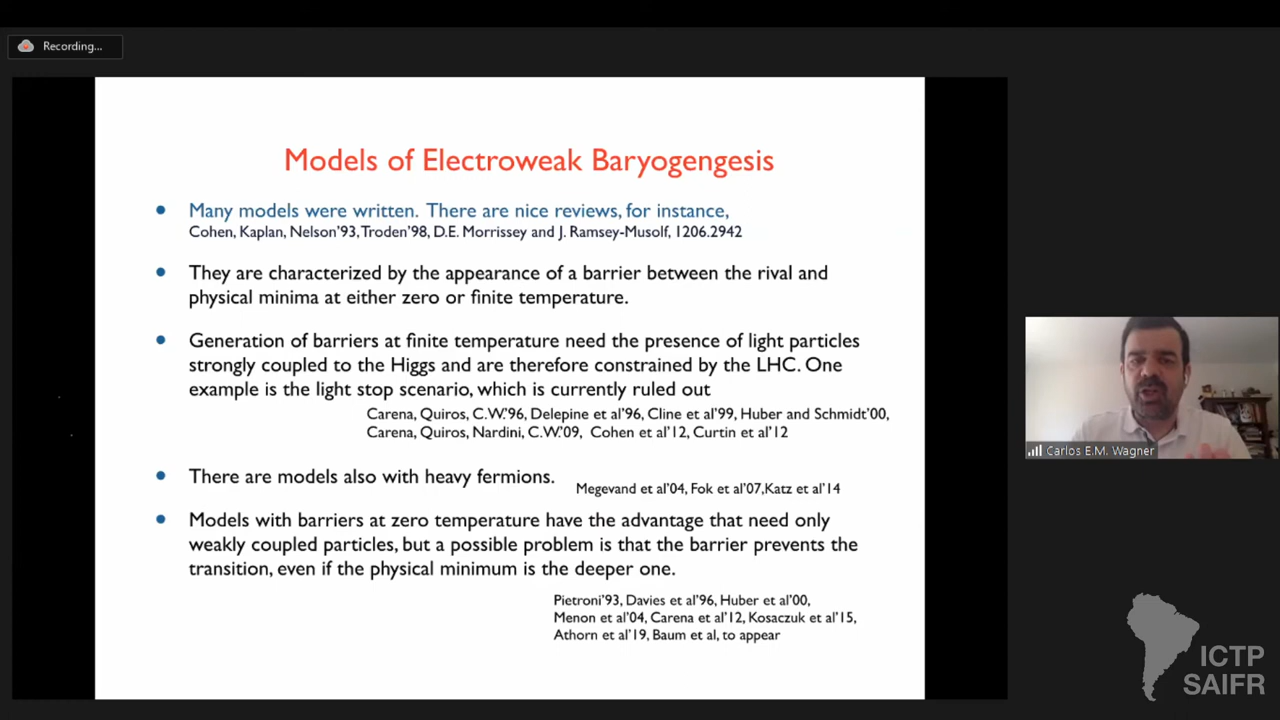 Recording...
Models of Electroweak Baryogengesis
Many models were written. There are nice reviews, for instance,
Cohen, Kaplan, Nelson'93, Troden'98, D.E. Morrissey and J. Ramsey-Musolf, 1206.2942
They are characterized by the appearance of a barrier between the rival and
physical minima at either zero or finite temperature.
Generation of barriers at finite temperature need the presence of light particles
strongly coupled to the Higgs and are therefore constrained by the LHC. One
example is the light stop scenario, which is currently ruled out
Carena, Quiros, C.W.'96, Delepine et al'96, Cline et al'99, Huber and Schmidt'00,
Carena, Quiros, Nardini, C.W.'09, Cohen et al'12, Curtin et al'12
There are models also with heavy fermions.
Megevand et al'04, Fok et al'07,Katz et al'14
Models with barriers at zero temperature have the advantage that need only
weakly coupled particles, but a possible problem is that the barrier prevents the
transition, even if the physical minimum is the deeper one.
Pietroni'93, Davies et al'96, Huber et al'00,
Menon et al'04, Carena et al'12, Kosaczuk et al'15,
Athorn et al'19, Baum et al, to appear
Carlos E.M. Wagner
ICTP
SAIFR